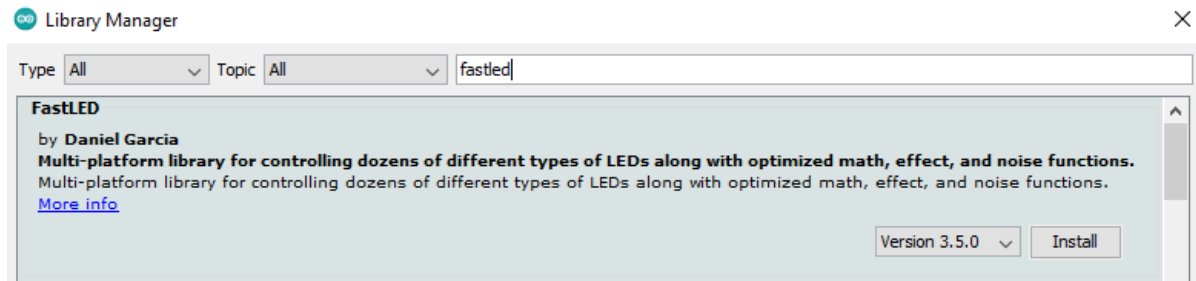 Library Manager
Type All Topic All fastled
FastLED
by Daniel Garcia
Multi-platform library for controlling dozens of different types of LEDs along with optimized math, effect, and noise functions.
Multi-platform library for controlling dozens of different types of LEDs along with optimized math, effect, and noise functions.
More info
Version 3.5.0 Install